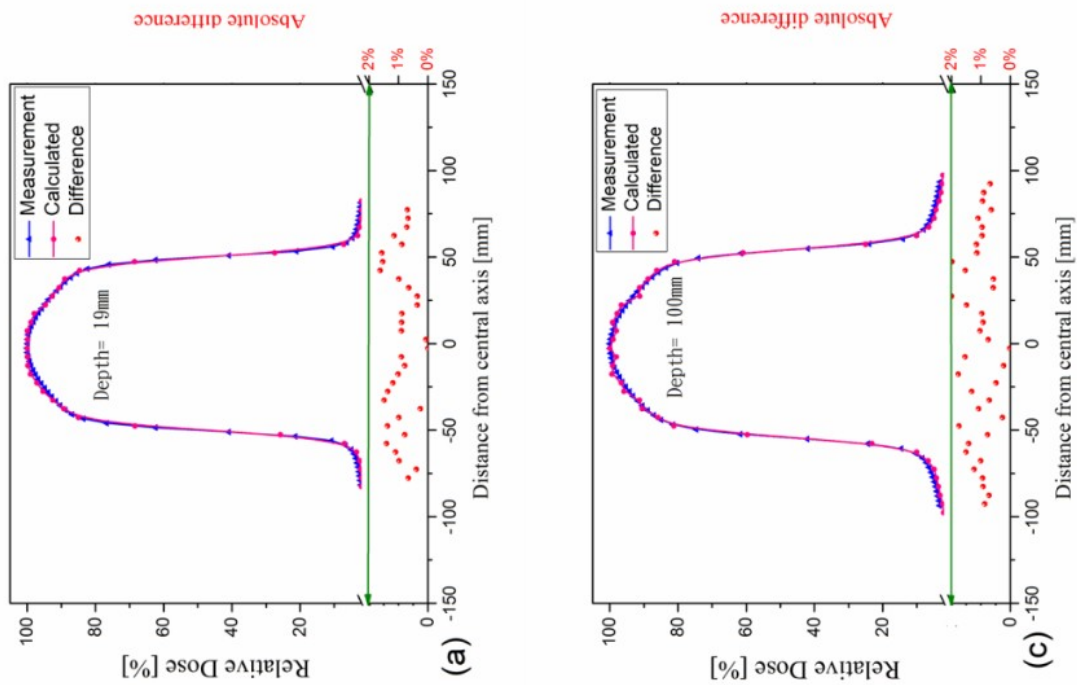 Absolute difference
2%
1%
0%
Measurement
Calculated
Difference
Depth= 19mm
100
80
60
40
20
0
-150
-100
-50
0
50
100
150
Distance from central axis [mm]
Relative Dose [%]
(a)
Absolute difference
2%
1%
0%
Measurement
Calculated
Difference
Depth= 100mm
100
80
60
40
20
0
-150
-100
-50
0
50
100
150
Distance from central axis [mm]
Relative Dose [%]
(c)